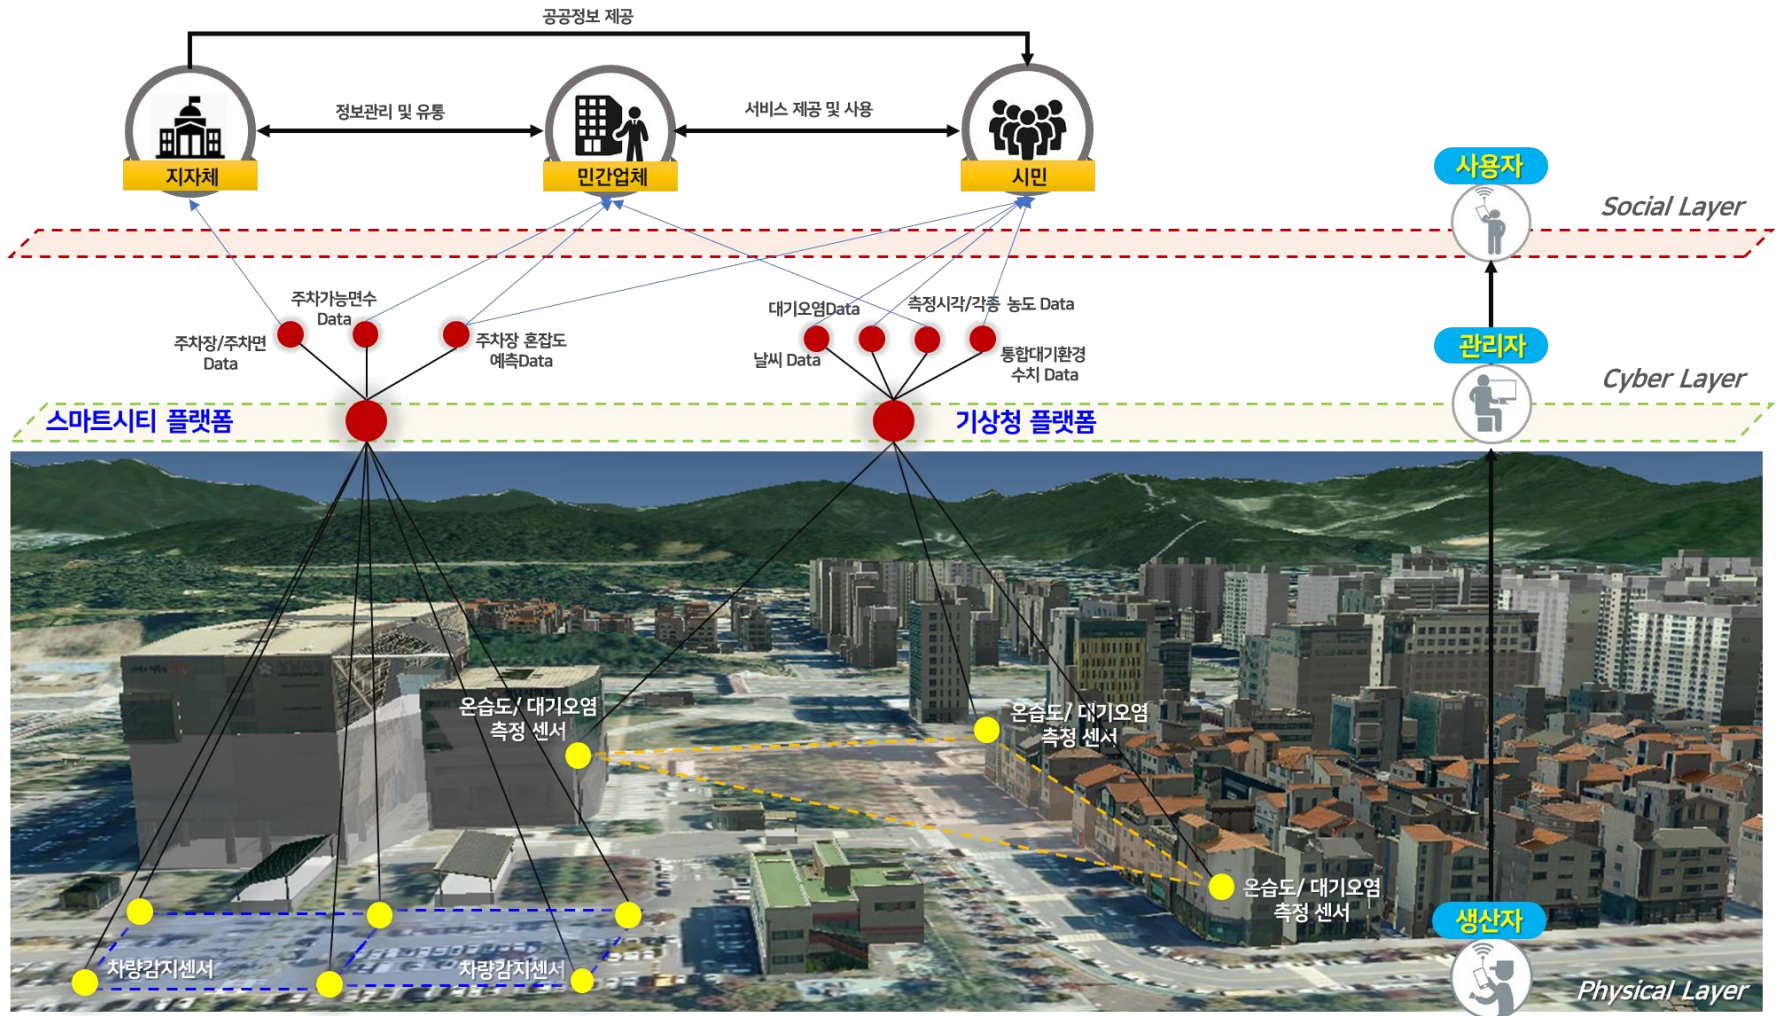 공공정보 제공
정보관리 및 유통
서비스 제공 및 사용
지자체
민간업체
시민
사용자
Social Layer
주차가능면수
Data
주차장/주차면
Data
주차장 혼잡도
예측Data
대기오염Data
측정시각/각종 농도 Data
날씨 Data
통합대기환경
수치 Data
관리자
Cyber Layer
스마트시티 플랫폼
기상청 플랫폼
온습도/ 대기오염
측정 센서
온습도/ 대기오염
측정 센서
온습도/ 대기오염
측정 센서
생산자
차량감지센서
차량감지센서
Physical Layer